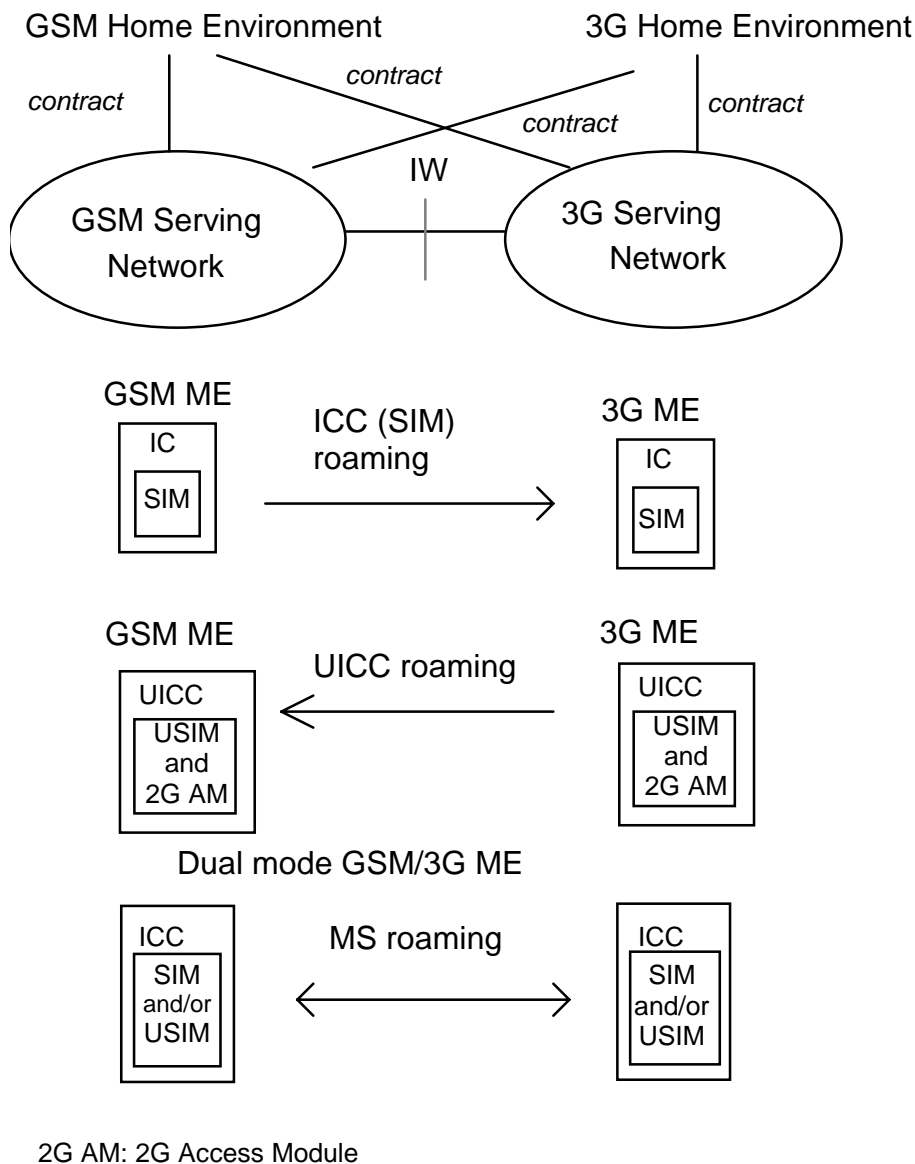 GSM Home Environment
3G Home Environment
contract
contract
contract
contract
IW
GSM Serving
Network
3G Serving
Network
GSM ME
3G ME
ICC (SIM)
roaming
IC
SIM
IC
SIM
GSM ME
3G ME
UICC roaming
UICC
USIM
and
2G AM
UICC
USIM
and
2G AM
Dual mode GSM/3G ME
MS roaming
ICC
SIM
and/or
USIM
ICC
SIM
and/or
USIM
2G AM: 2G Access Module